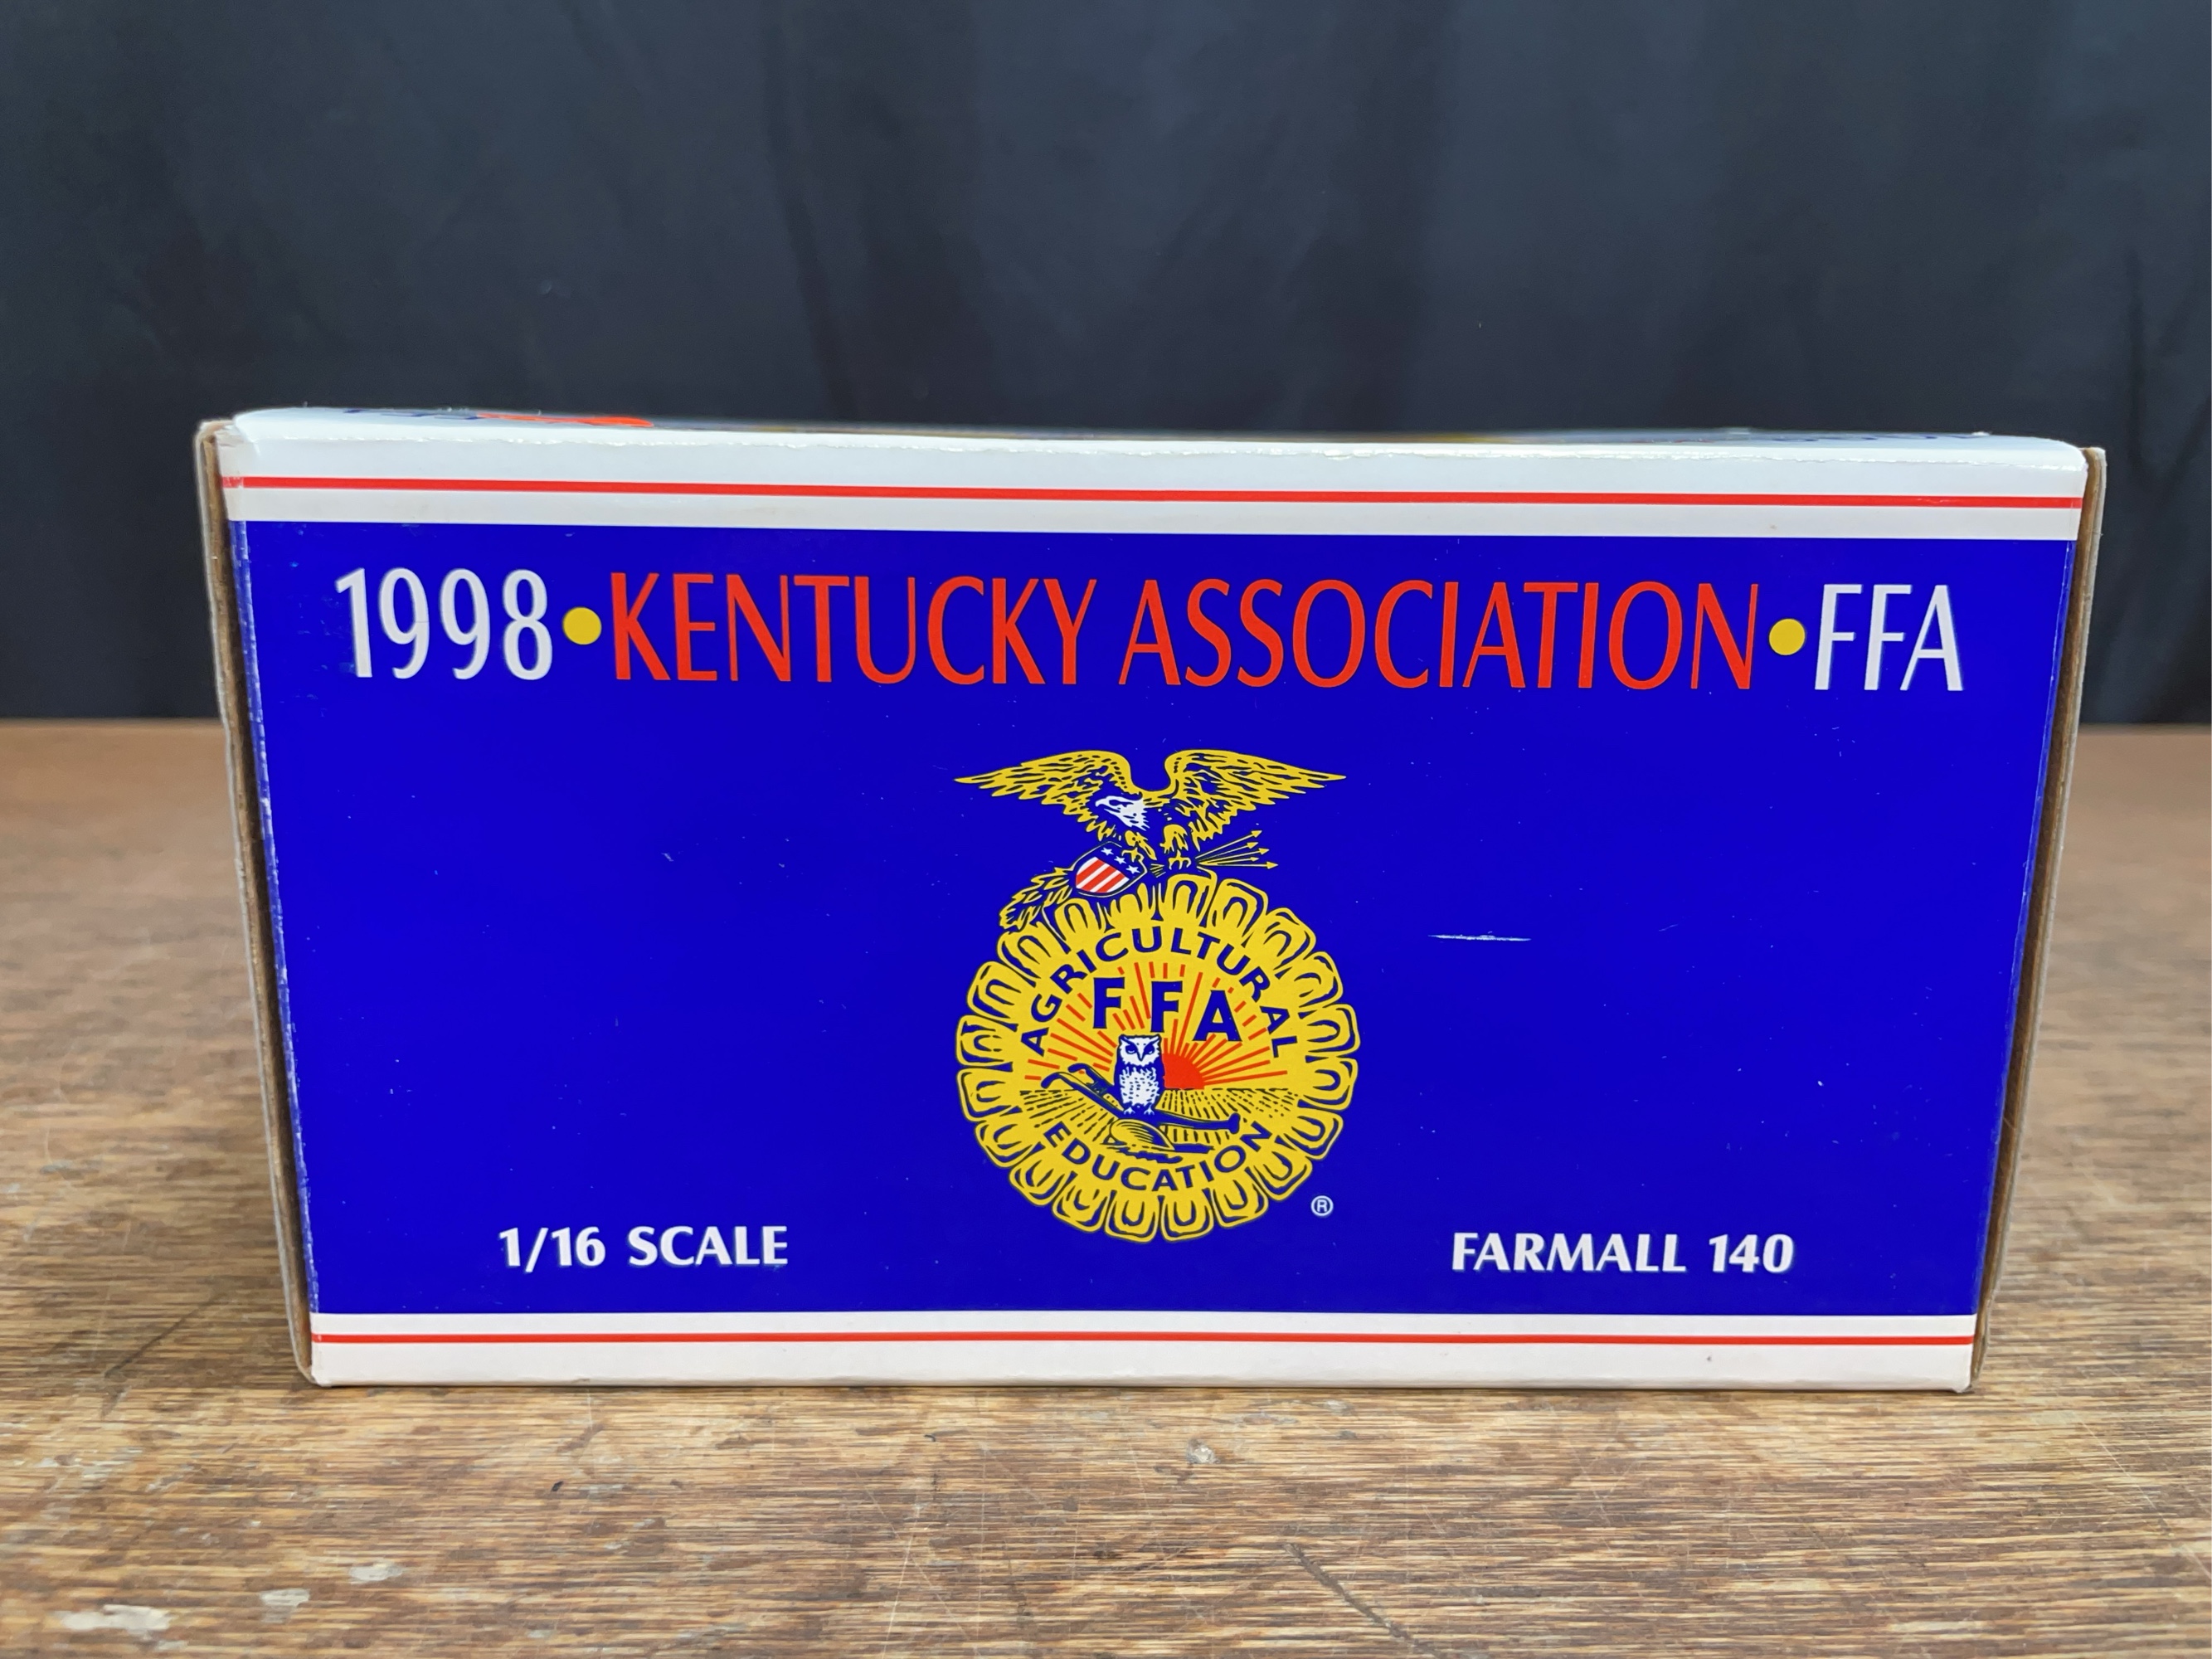 1998•KENTUCKY ASSOCIATION•FFA
AGRICULTURAL
FFA
EDUCATION
®
1/16 SCALE
FARMALL 140